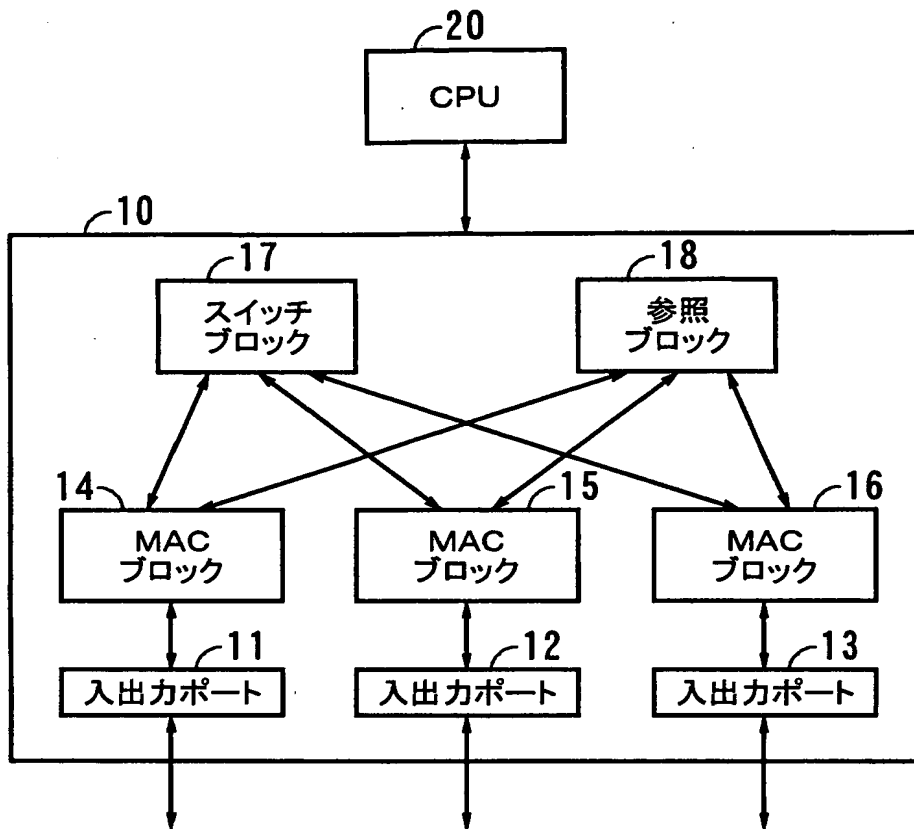 20
CPU
10
17
スイッチ
ブロック
18
参照
ブロック
14
MAC
ブロック
15
MAC
ブロック
16
MAC
ブロック
11
入出力ポート
12
入出力ポート
13
入出力ポート